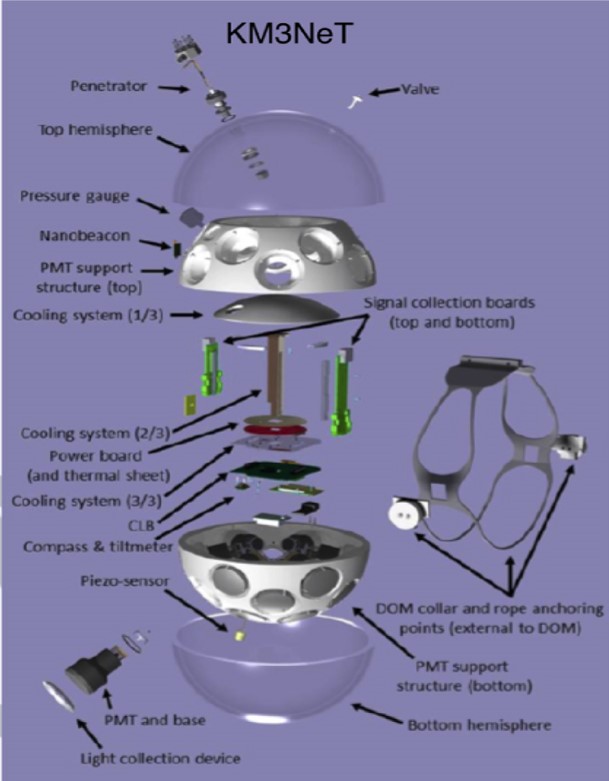 KM3NeT
Penetrator
Valve
Top hemisphere
Pressure gauge
Nanobeacon
PMT support
structure (top)
Cooling system (1/3)
Signal collection boards
(top and bottom)
Cooling system (2/3)
Power board
(and thermal sheet)
Cooling system (3/3)
CLB
Compass & tiltmeter
Piezo-sensor
DOM collar and rope anchoring
points (external to DOM)
PMT support
structure (bottom)
PMT and base
Bottom hemisphere
Light collection device